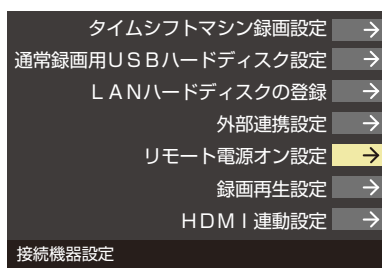 タイムシフトマシン録画設定 →
通常録画用USBハードディスク設定 →
LANハードディスクの登録 →
外部連携設定 →
リモート電源オン設定 →
録画再生設定 →
HDMI連動設定 →
接続機器設定